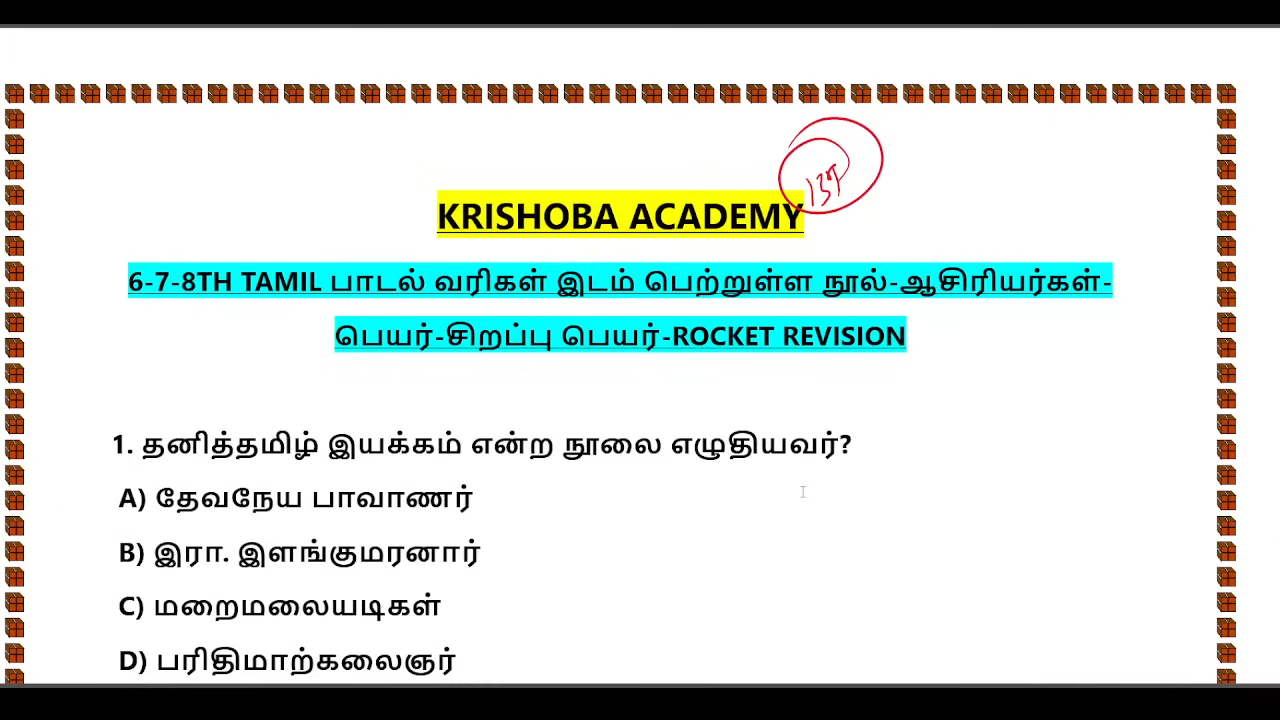 KRISHOBA ACADEMY
6-7-8TH TAMIL பாடல் வரிகள் இடம் பெற்றுள்ள நூல்-ஆசிரியர்கள்-
பெயர்-சிறப்பு பெயர்-ROCKET REVISION
1. தனித்தமிழ் இயக்கம் என்ற நூலை எழுதியவர்?
A) தேவநேய பாவாணர்
B) இரா. இளங்குமரனார்
C) மறைமலையடிகள்
D) பரிதிமாற்கலைஞர்